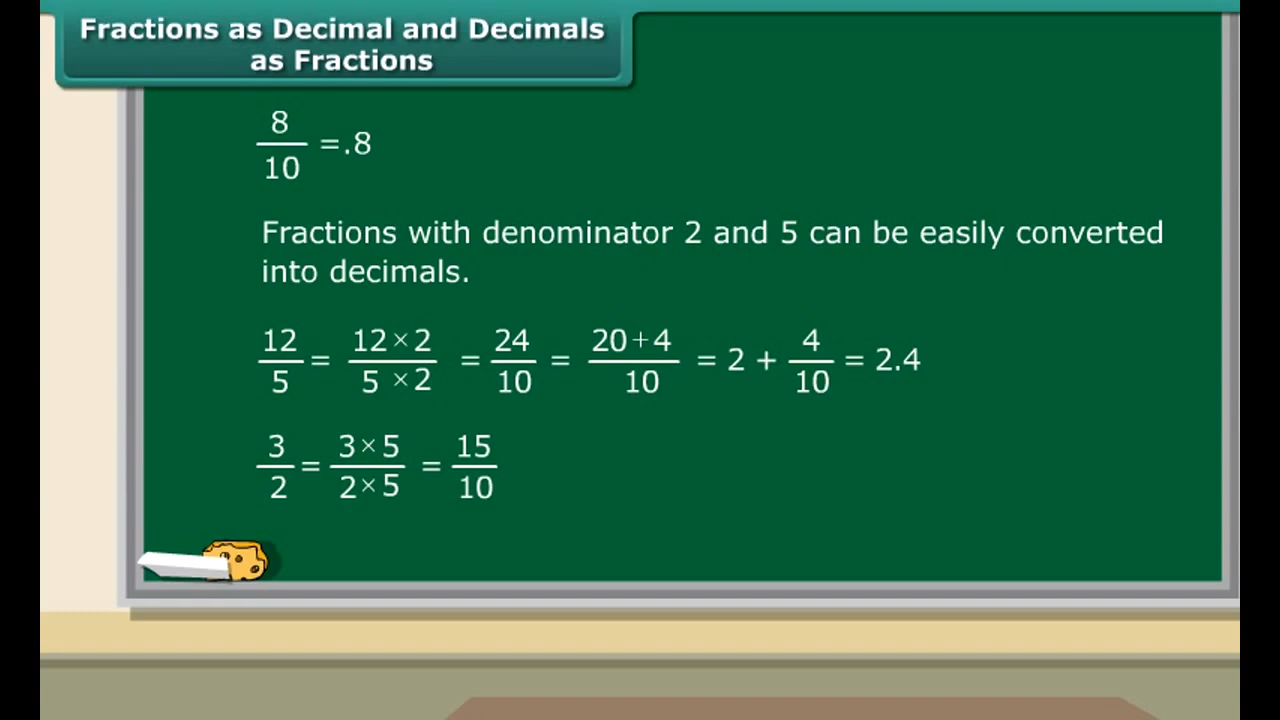 Fractions as Decimal and Decimals
as Fractions
8/10 =.8
Fractions with denominator 2 and 5 can be easily converted
into decimals.
12/5 = 12×2/5×2 = 24/10 = 20+4/10 = 2 + 4/10 = 2.4
3/2 = 3×5/2×5 = 15/10